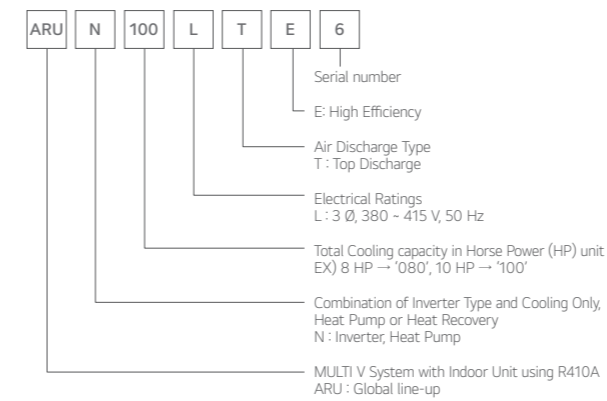 ARU N 100 L T E 6
Serial number
E: High Efficiency
Air Discharge Type
T : Top Discharge
Electrical Ratings
L : 3 Ø, 380 ~ 415 V, 50 Hz
Total Cooling capacity in Horse Power (HP) unit
EX) 8 HP → '080', 10 HP → '100'
Combination of Inverter Type and Cooling Only,
Heat Pump or Heat Recovery
N : Inverter, Heat Pump
MULTI V System with Indoor Unit using R410A
ARU : Global line-up